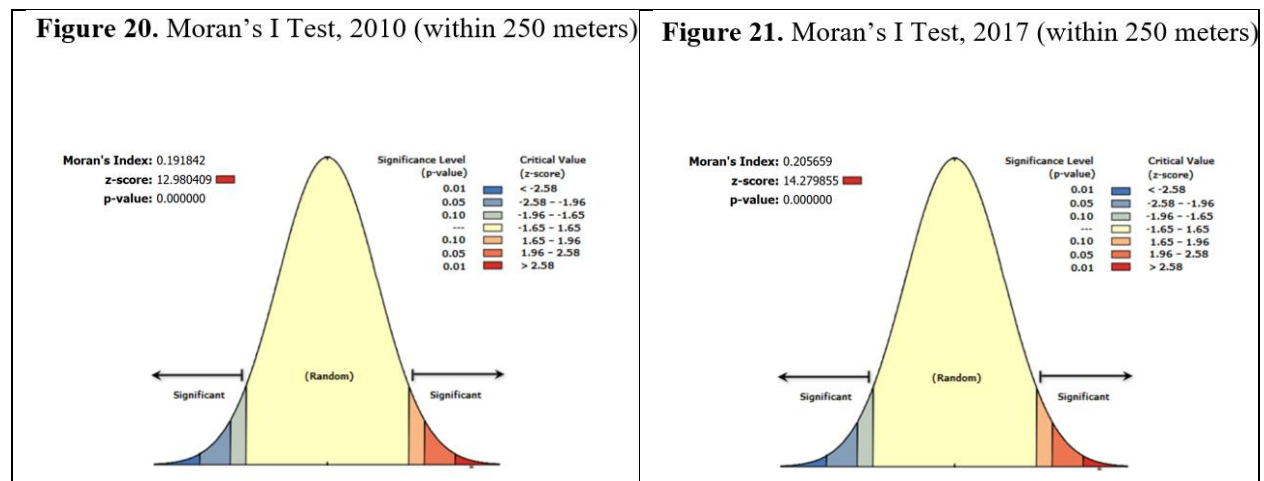 Figure 20. Moran's I Test, 2010 (within 250 meters)
Moran's Index: 0.191842
z-score: 12.980409
p-value: 0.000000
Significance Level
(p-value)
Critical Value
(z-score)
0.01 < -2.58
0.05 -2.58 – -1.96
0.10 -1.96 – -1.65
--- -1.65 – 1.65
0.10 1.65 – 1.96
0.05 1.96 – 2.58
0.01 > 2.58
(Random)
Significant
Significant
Figure 21. Moran's I Test, 2017 (within 250 meters)
Moran's Index: 0.205659
z-score: 14.279855
p-value: 0.000000
Significance Level
(p-value)
Critical Value
(z-score)
0.01 < -2.58
0.05 -2.58 – -1.96
0.10 -1.96 – -1.65
--- -1.65 – 1.65
0.10 1.65 – 1.96
0.05 1.96 – 2.58
0.01 > 2.58
(Random)
Significant
Significant